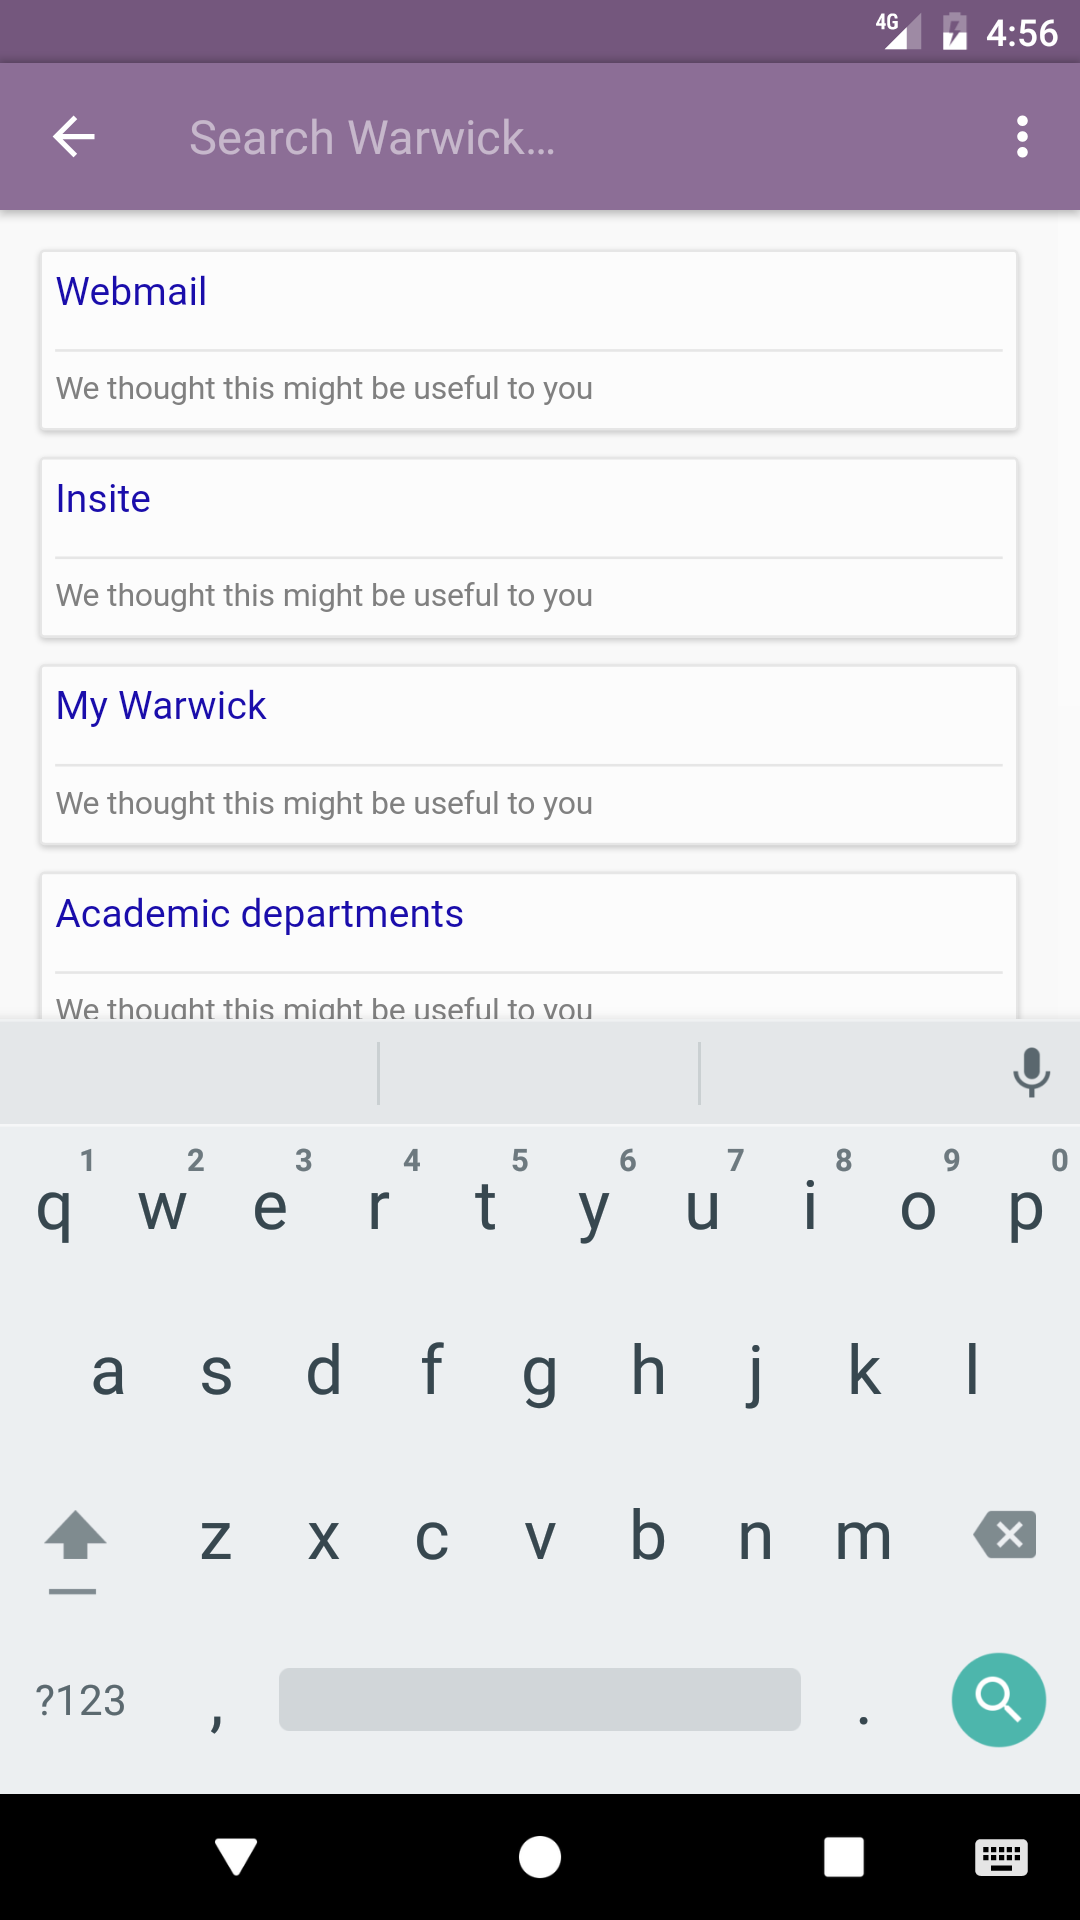 4G 4:56
Search Warwick...
Webmail
We thought this might be useful to you
Insite
We thought this might be useful to you
My Warwick
We thought this might be useful to you
Academic departments
We thought this might be useful to you
1 2 3 4 5 6 7 8 9 0
q w e r t y u i o p
a s d f g h j k l
z x c v b n m
?123 , .